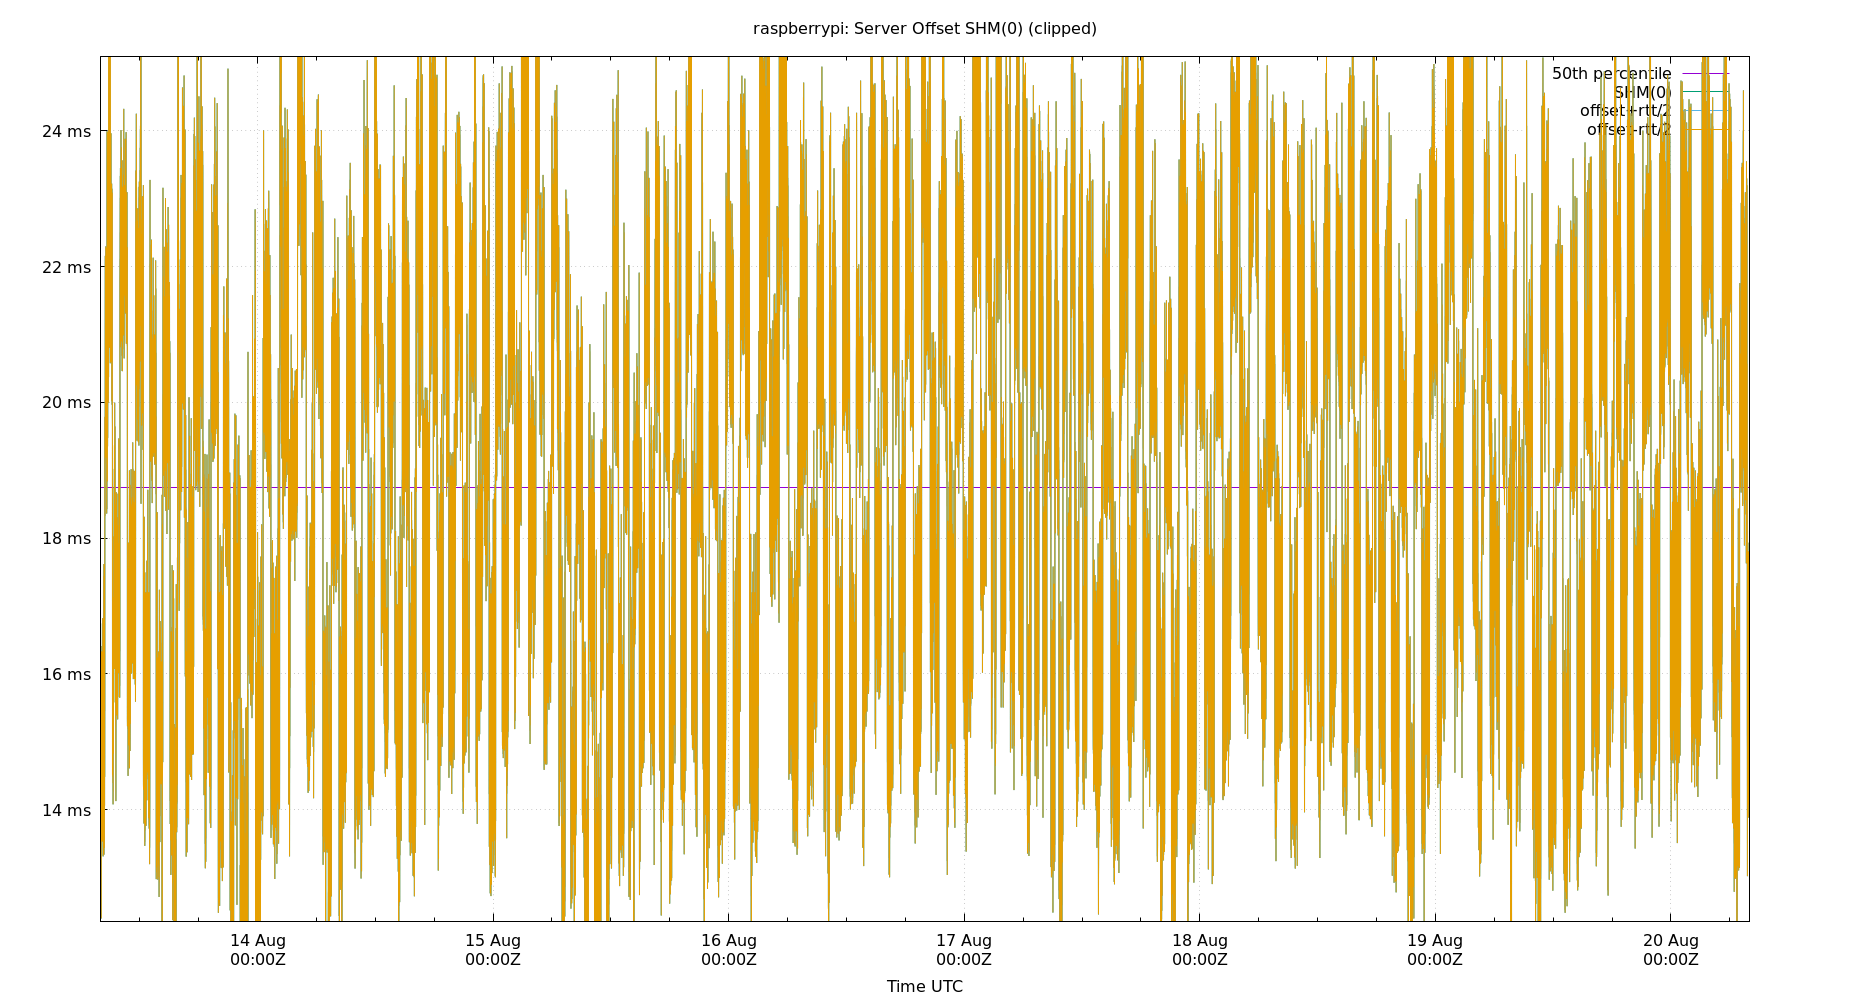 raspberrypi: Server Offset SHM(0) (clipped)
50th percentile
SHM(0)
offset+rtt/2
offset-rtt/2
24 ms
22 ms
20 ms
18 ms
16 ms
14 ms
14 Aug 15 Aug 16 Aug 17 Aug 18 Aug 19 Aug 20 Aug
00:00Z 00:00Z 00:00Z 00:00Z 00:00Z 00:00Z 00:00Z
Time UTC